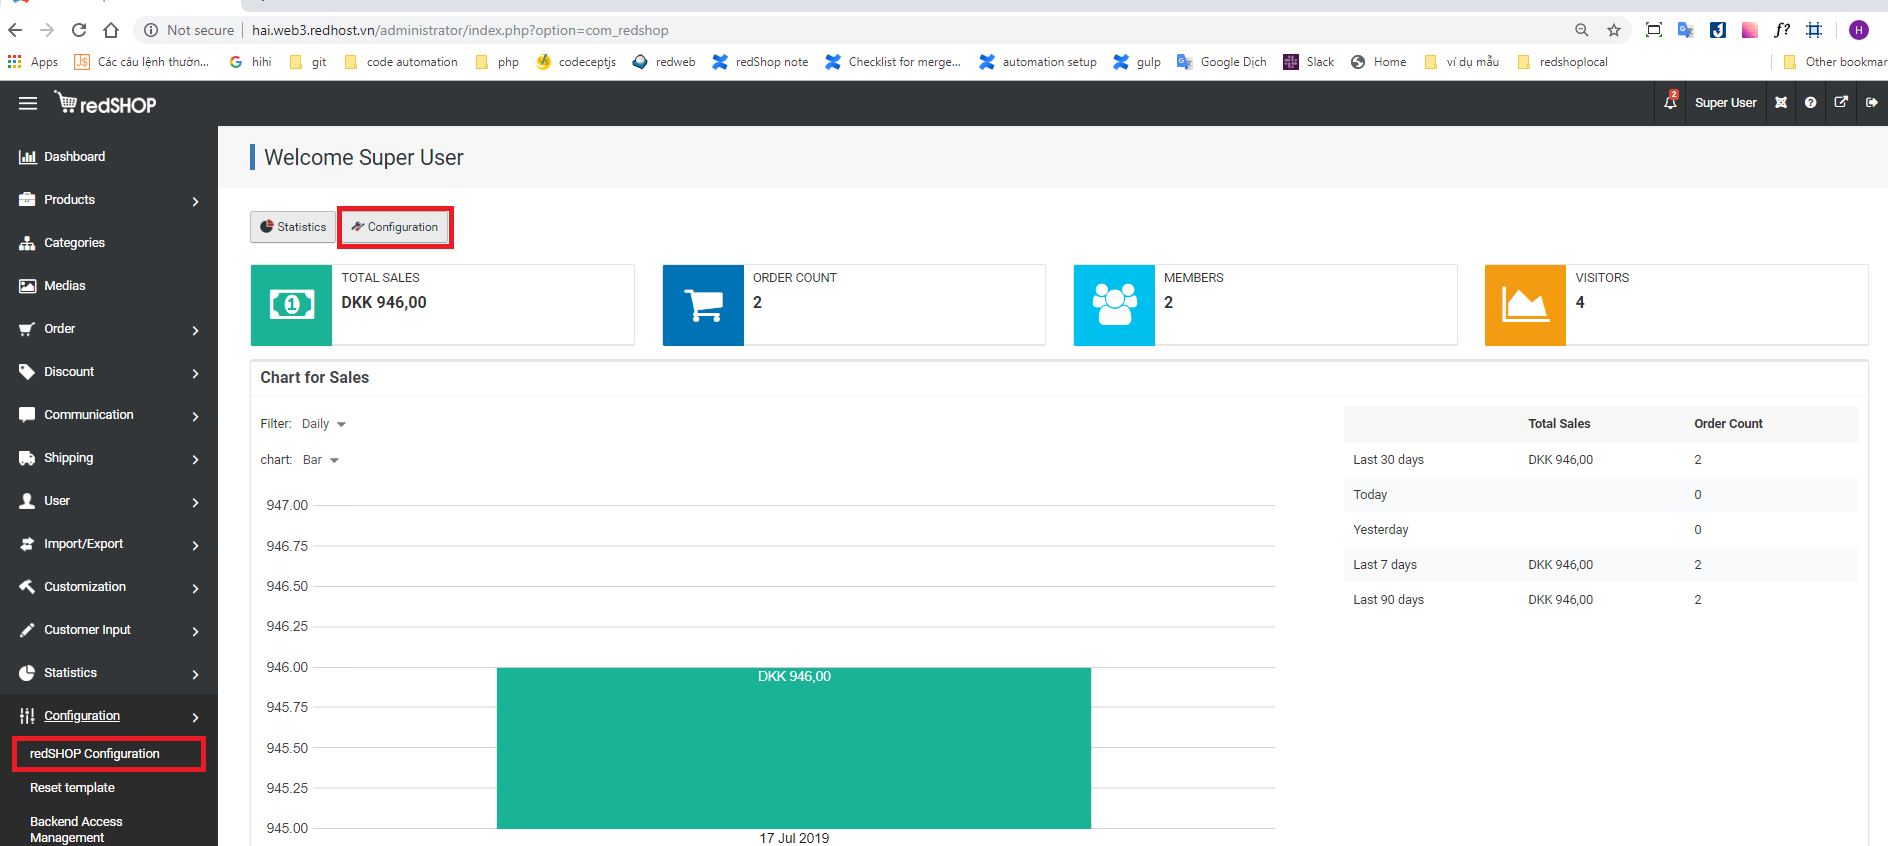 Not secure
hai.web3.redhost.vn/administrator/index.php?option=com_redshop
f?
H
Apps
JS
Các câu lệnh thườn...
hihi
git
code automation
php
codeceptjs
redweb
redShop note
Checklist for merge...
automation setup
gulp
Google Dịch
Slack
Home
ví dụ mẫu
redshoplocal
Other bookmar
redSHOP
2
Super User
Dashboard
Products
Categories
Medias
Order
Discount
Communication
Shipping
User
Import/Export
Customization
Customer Input
Statistics
Configuration
redSHOP Configuration
Reset template
Backend Access
Management
Welcome Super User
Statistics
Configuration
1
TOTAL SALES
DKK 946,00
ORDER COUNT
2
MEMBERS
2
VISITORS
4
Chart for Sales
Filter: Daily
chart: Bar
947.00
946.75
946.50
946.25
946.00
945.75
945.50
945.25
945.00
DKK 946,00
17 Jul 2019
Total Sales Order Count
Last 30 days DKK 946,00 2
Today 0
Yesterday 0
Last 7 days DKK 946,00 2
Last 90 days DKK 946,00 2